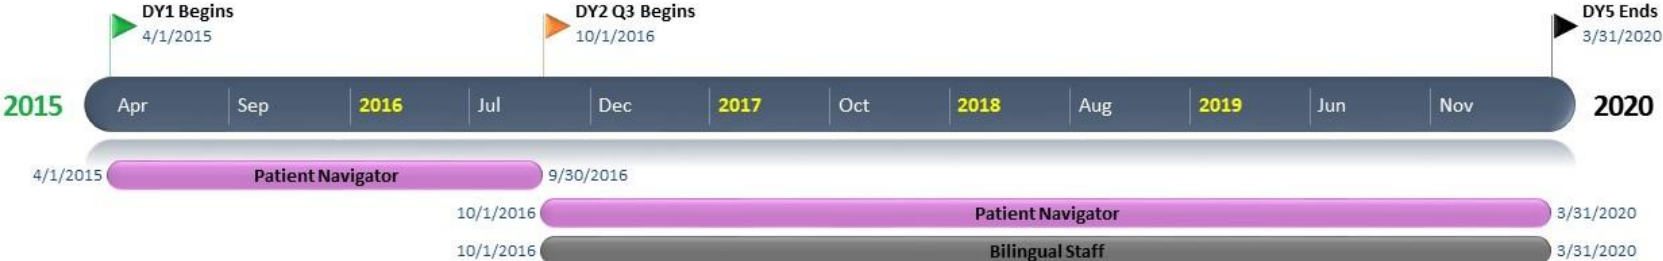 DY1 Begins
4/1/2015
DY2 Q3 Begins
10/1/2016
DY5 Ends
3/31/2020
2015 Apr Sep 2016 Jul Dec 2017 Oct 2018 Aug 2019 Jun Nov 2020
4/1/2015 Patient Navigator 9/30/2016
10/1/2016 Patient Navigator 3/31/2020
10/1/2016 Bilingual Staff 3/31/2020